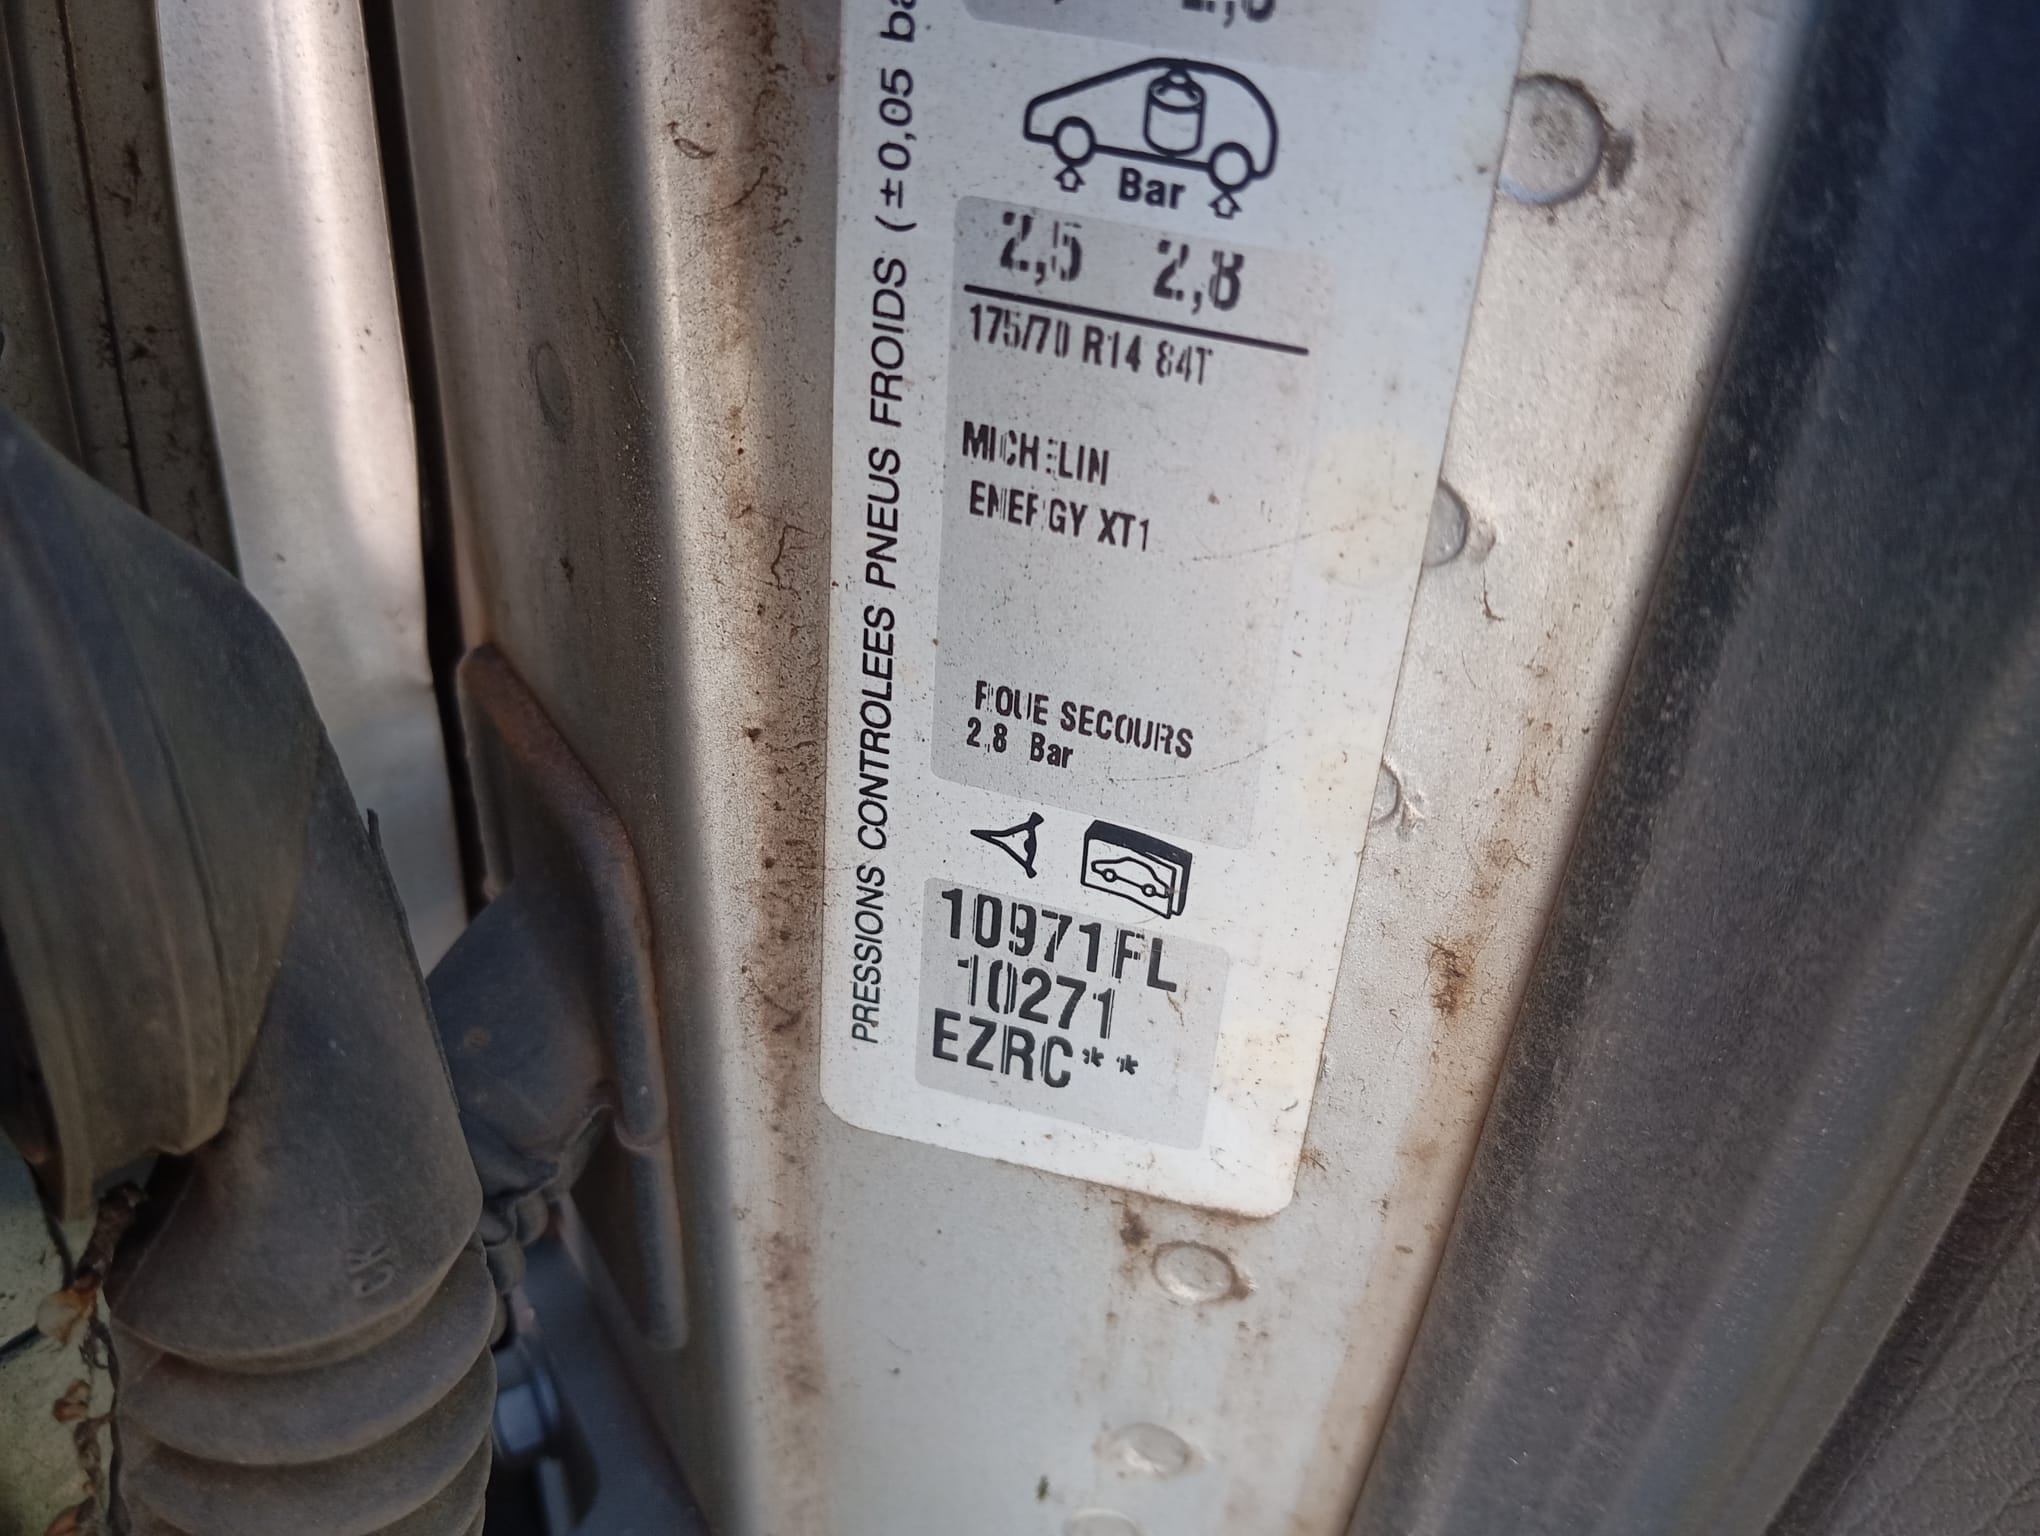 Bar
2,5 2,8
175/70 R14 84T
MICHELIN
ENERGY XT1
ROUE SECOURS
2,8 Bar
10971FL
10271
EZRC**
PRESSIONS CONTROLEES PNEUS FROIDS (±0,05